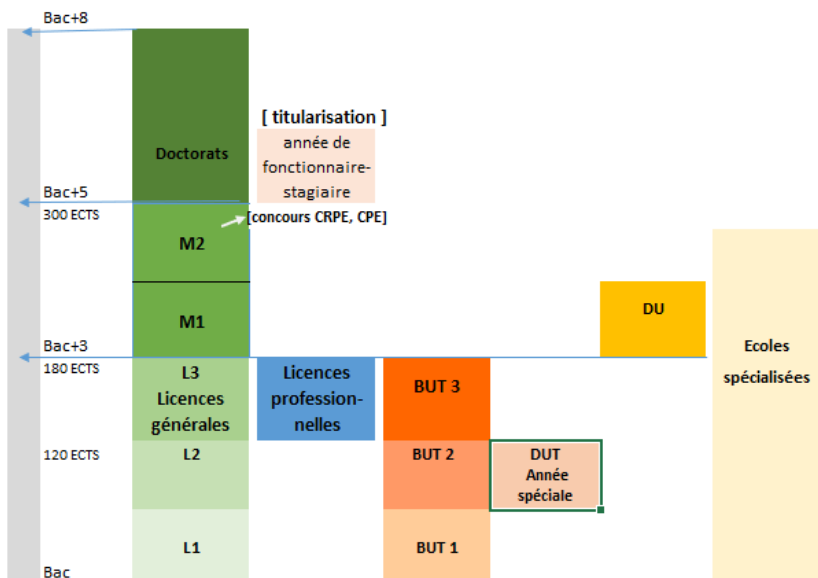 Bac+8
[ titularisation ]
année de
fonctionnaire-
stagiaire
Doctorats
Bac+5
300 ECTS
[concours CRPE, CPE]
M2
M1
DU
Bac+3
180 ECTS
L3
Licences
générales
Licences
profession-
nelles
BUT 3
Ecoles
spécialisées
120 ECTS
L2
BUT 2
DUT
Année
spéciale
L1
BUT 1
Bac